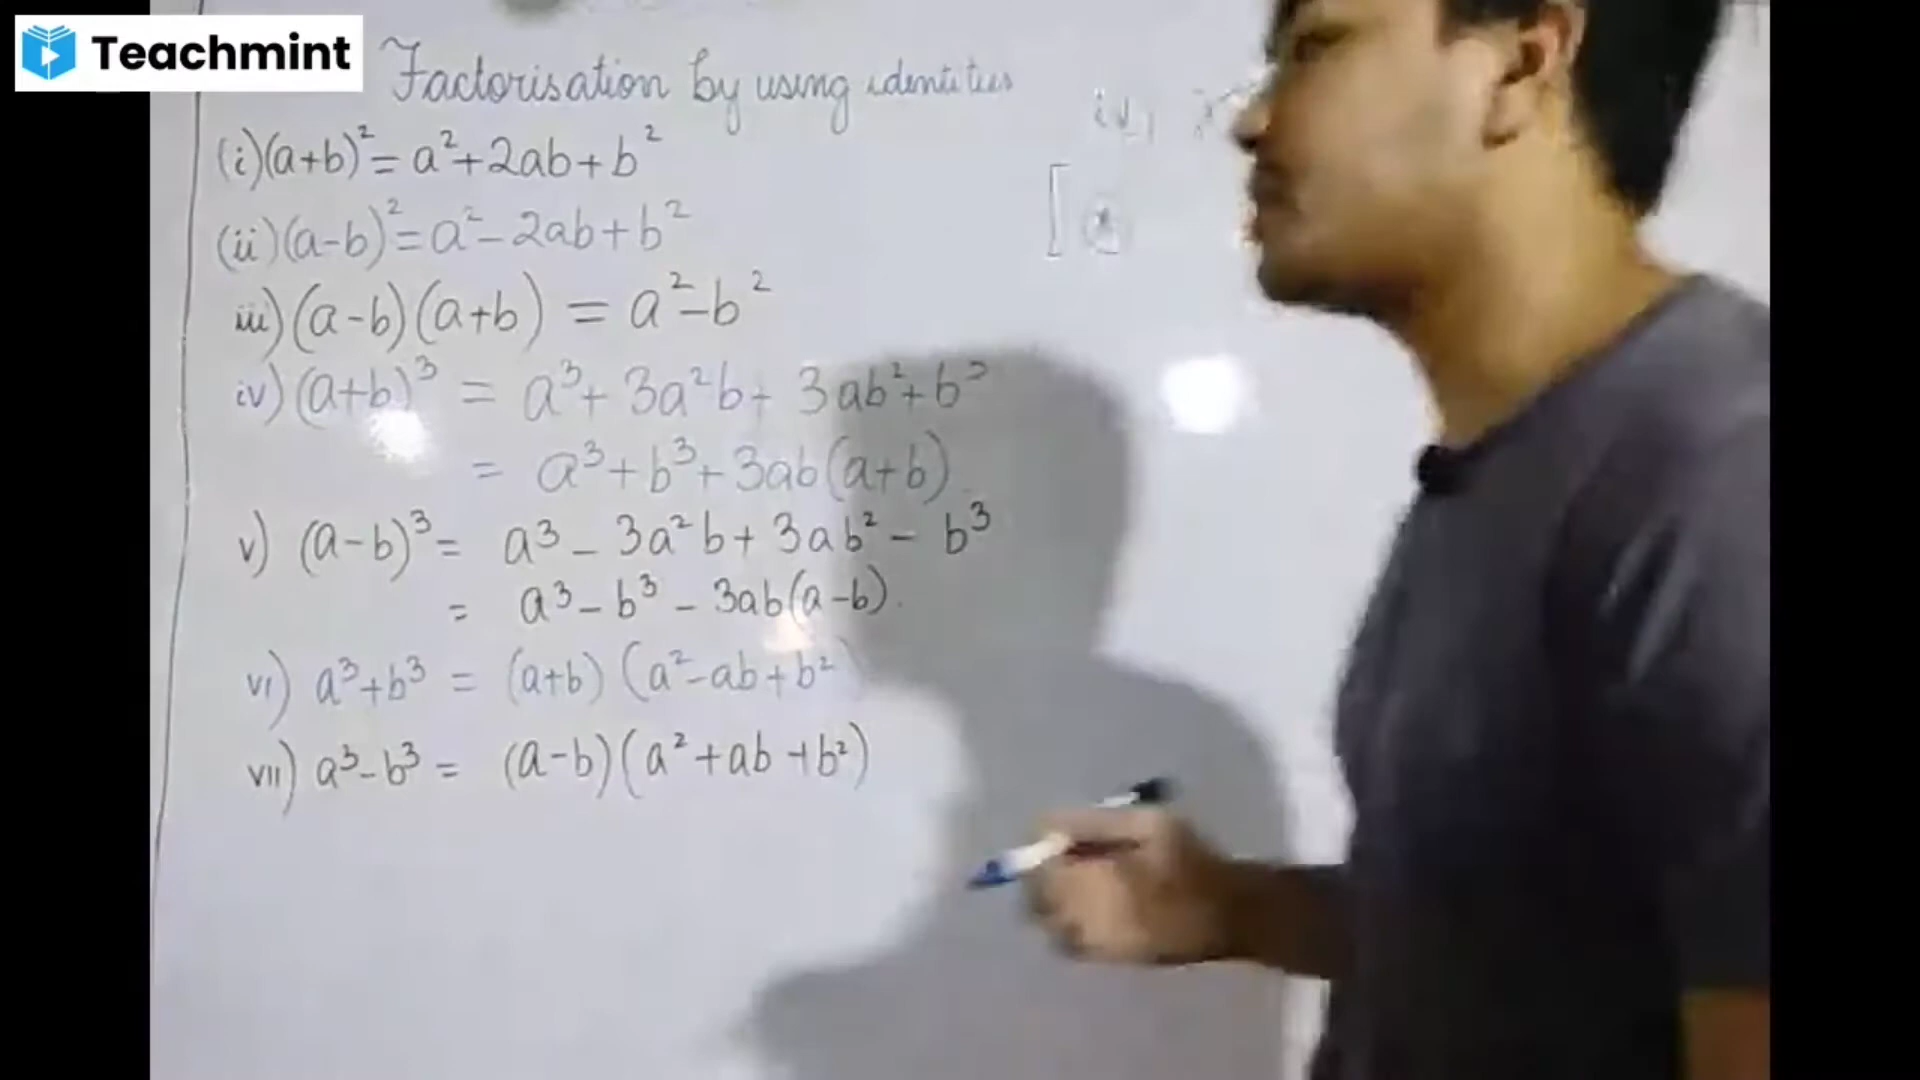 Teachmint
Factorisation by using identities
(i) (a+b)² = a²+2ab+b²
(ii) (a-b)² = a²-2ab+b²
iii) (a-b)(a+b) = a²-b²
iv) (a+b)³ = a³+3a²b+3ab²+b³
= a³+b³+3ab(a+b)
v) (a-b)³ = a³-3a²b+3ab²-b³
= a³-b³-3ab(a-b).
vi) a³+b³ = (a+b)(a²-ab+b²)
vii) a³-b³ = (a-b)(a²+ab+b²)
iv)
[